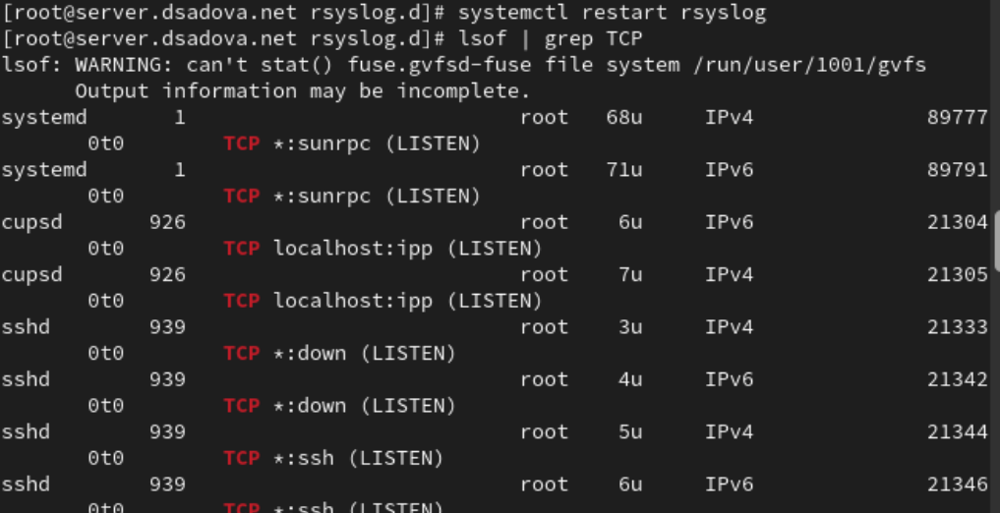 [root@server.dsadova.net rsyslog.d]# systemctl restart rsyslog
[root@server.dsadova.net rsyslog.d]# lsof | grep TCP
lsof: WARNING: can't stat() fuse.gvfsd-fuse file system /run/user/1001/gvfs
      Output information may be incomplete.
systemd       1                            root   68u     IPv4              89777
       0t0        TCP *:sunrpc (LISTEN)
systemd       1                            root   71u     IPv6              89791
       0t0        TCP *:sunrpc (LISTEN)
cupsd       926                            root    6u     IPv6              21304
       0t0        TCP localhost:ipp (LISTEN)
cupsd       926                            root    7u     IPv4              21305
       0t0        TCP localhost:ipp (LISTEN)
sshd        939                            root    3u     IPv4              21333
       0t0        TCP *:down (LISTEN)
sshd        939                            root    4u     IPv6              21342
       0t0        TCP *:down (LISTEN)
sshd        939                            root    5u     IPv4              21344
       0t0        TCP *:ssh (LISTEN)
sshd        939                            root    6u     IPv6              21346
       0t0        TCP *:ssh (LISTEN)